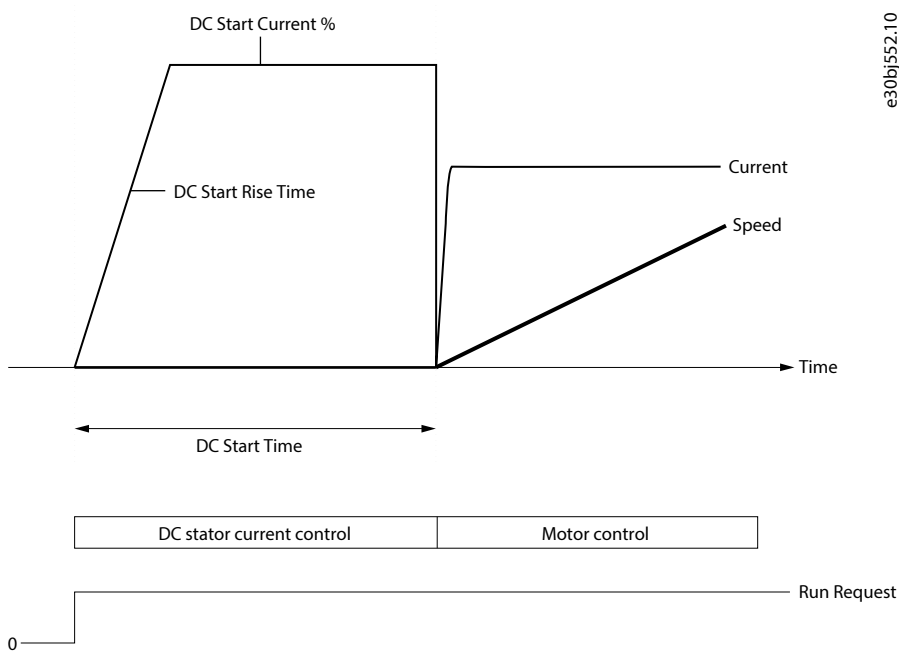 DC Start Current %
e30bj552.10
Current
DC Start Rise Time
Speed
Time
DC Start Time
DC stator current control
Motor control
Run Request
0